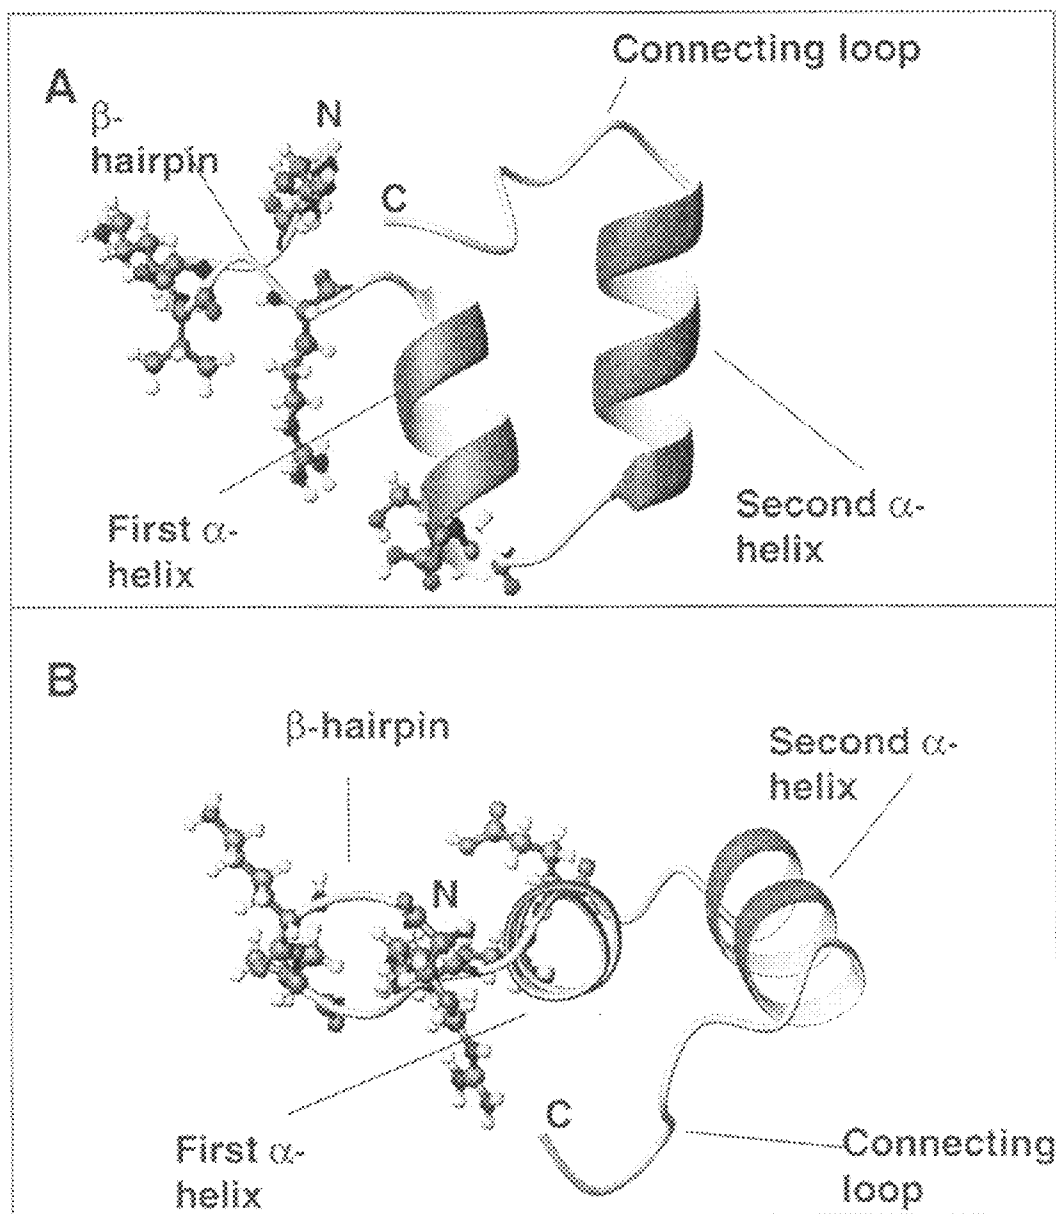 A
Connecting loop
β-
hairpin
N
C
First α-
helix
Second α-
helix
B
β-hairpin
Second α-
helix
N
C
First α-
helix
Connecting
loop